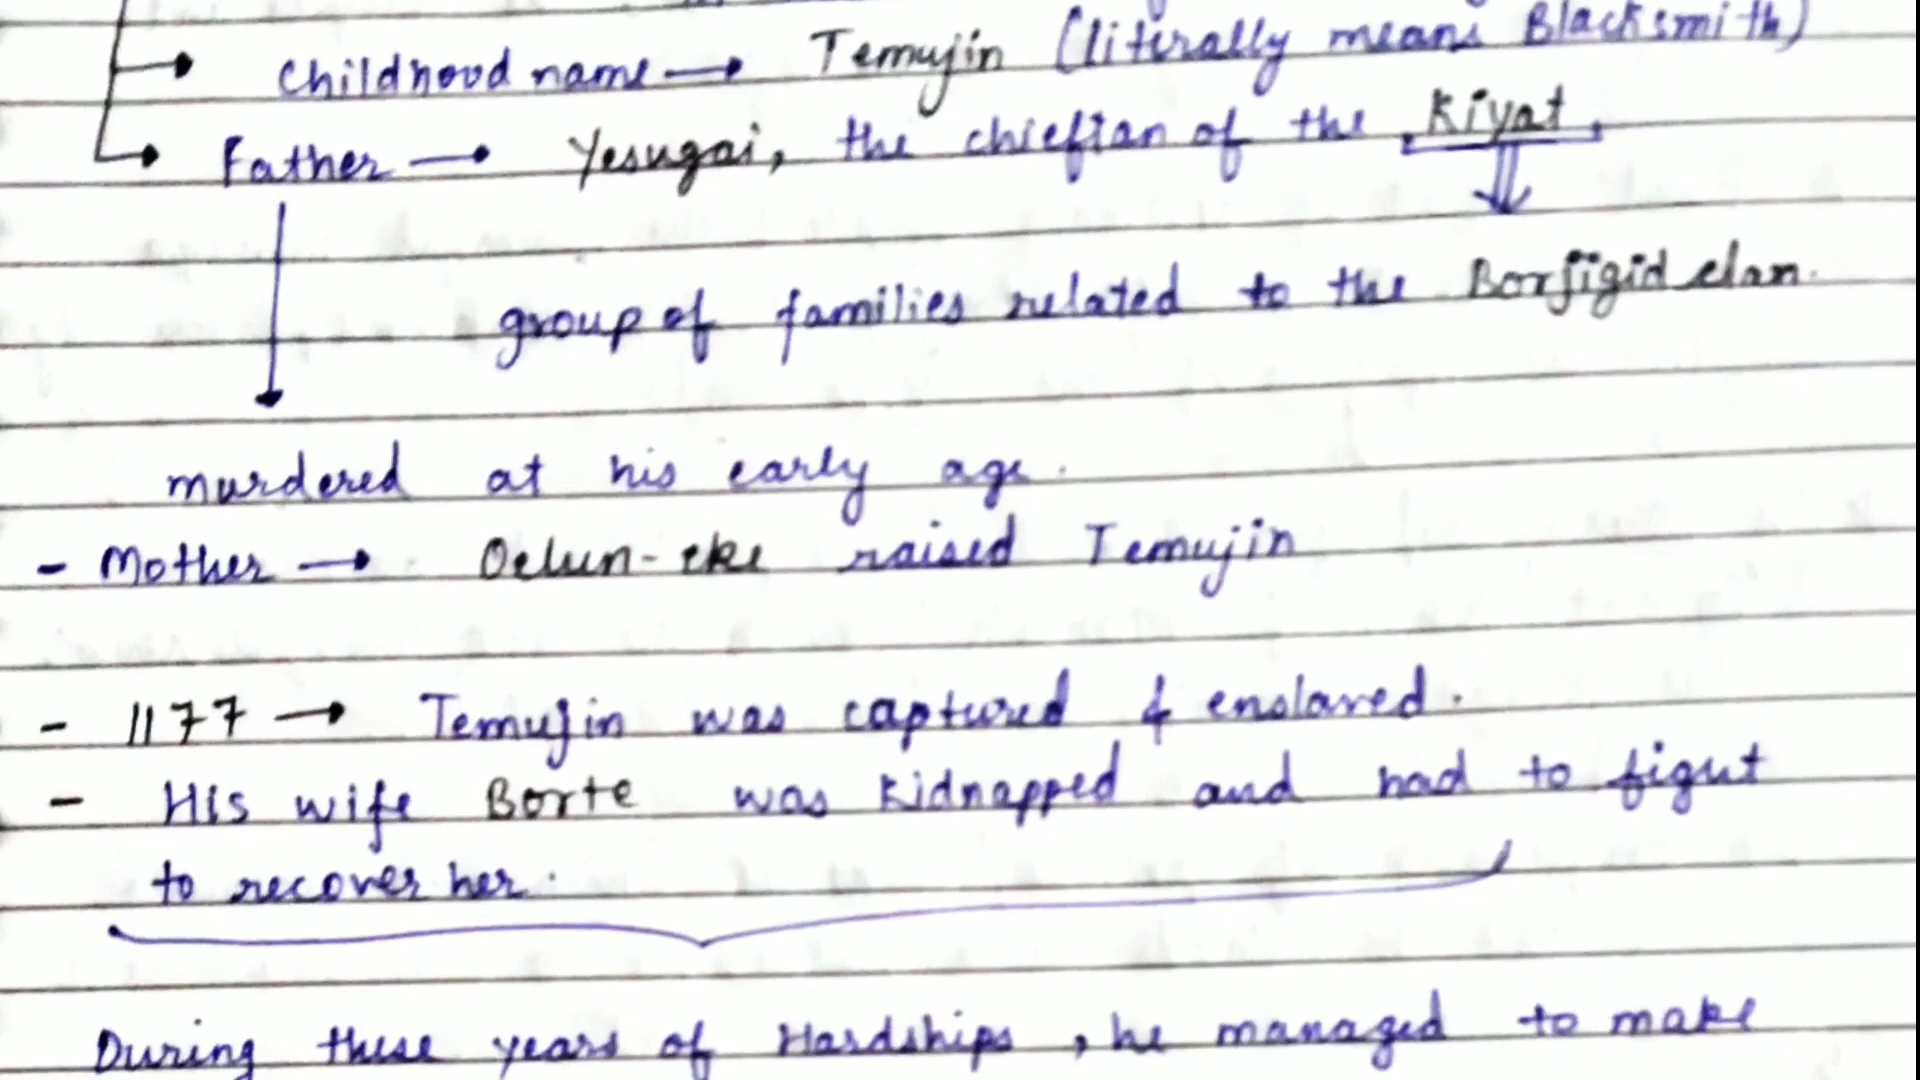 Childhood name → Temujin (literally means Blacksmith)
Father → Yesugai, the chieftian of the Kiyat.
group of families related to the Borjigid clan.
murdered at his early age.
- Mother → Oelun-eke raised Temujin
- 1177 → Temujin was captured & enslaved.
- His wife Borte was kidnapped and had to fight
to recover her.
During these years of Hardships, he managed to make